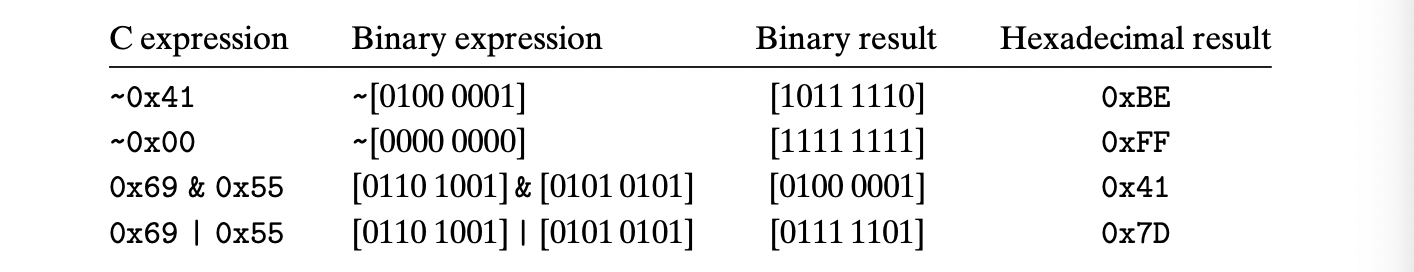 C expression Binary expression Binary result Hexadecimal result
~0x41 ~[0100 0001] [1011 1110] 0xBE
~0x00 ~[0000 0000] [1111 1111] 0xFF
0x69 & 0x55 [0110 1001] & [0101 0101] [0100 0001] 0x41
0x69 | 0x55 [0110 1001] | [0101 0101] [0111 1101] 0x7D